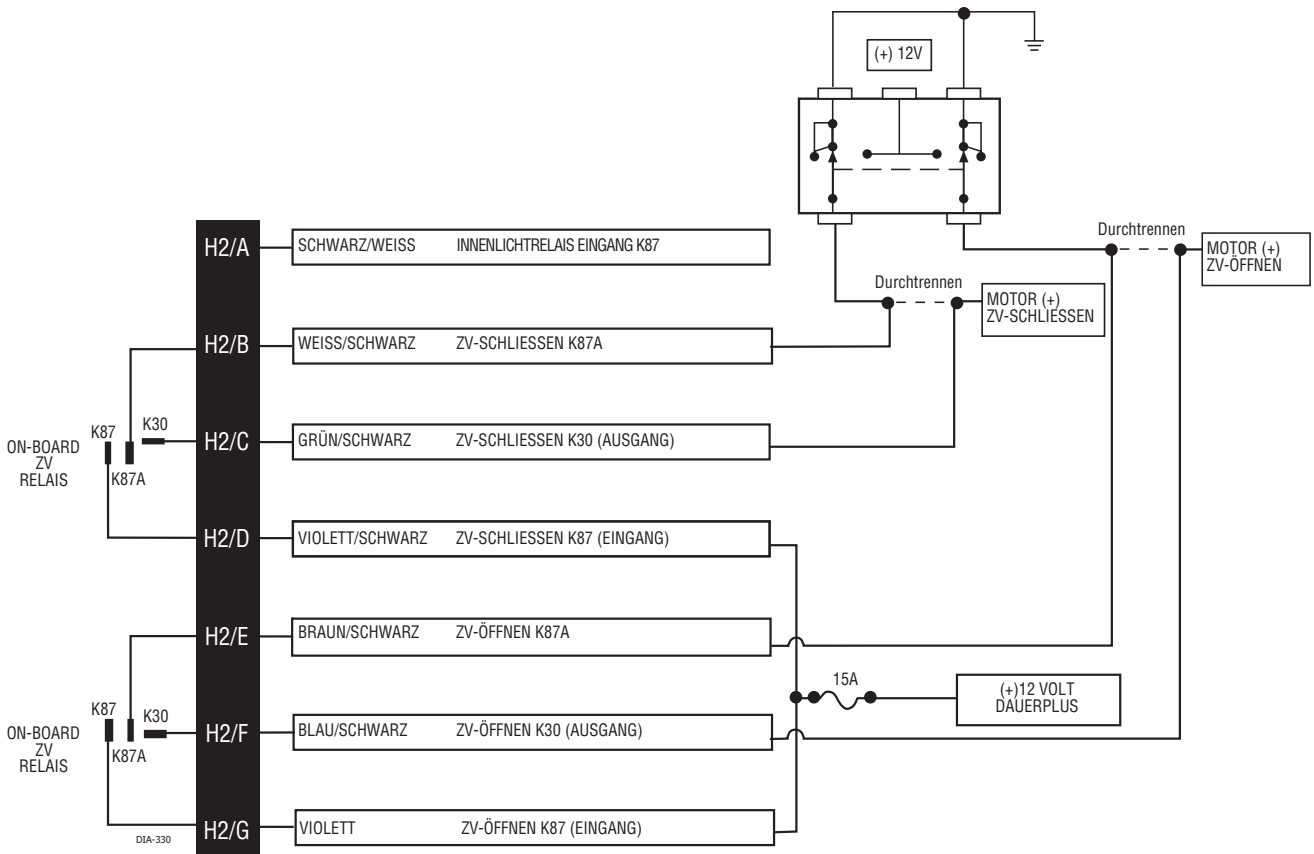 (+) 12V
Durchtrennen
MOTOR (+)
ZV-ÖFFNEN
Durchtrennen
MOTOR (+)
ZV-SCHLIESSEN
H2/A SCHWARZ/WEISS INNENLICHTRELAIS EINGANG K87
H2/B WEISS/SCHWARZ ZV-SCHLIESSEN K87A
K87
K30
K87A
ON-BOARD
ZV
RELAIS
H2/C GRÜN/SCHWARZ ZV-SCHLIESSEN K30 (AUSGANG)
H2/D VIOLETT/SCHWARZ ZV-SCHLIESSEN K87 (EINGANG)
H2/E BRAUN/SCHWARZ ZV-ÖFFNEN K87A
15A
(+)12 VOLT
DAUERPLUS
K87
K30
K87A
ON-BOARD
ZV
RELAIS
H2/F BLAU/SCHWARZ ZV-ÖFFNEN K30 (AUSGANG)
H2/G VIOLETT ZV-ÖFFNEN K87 (EINGANG)
DIA-330